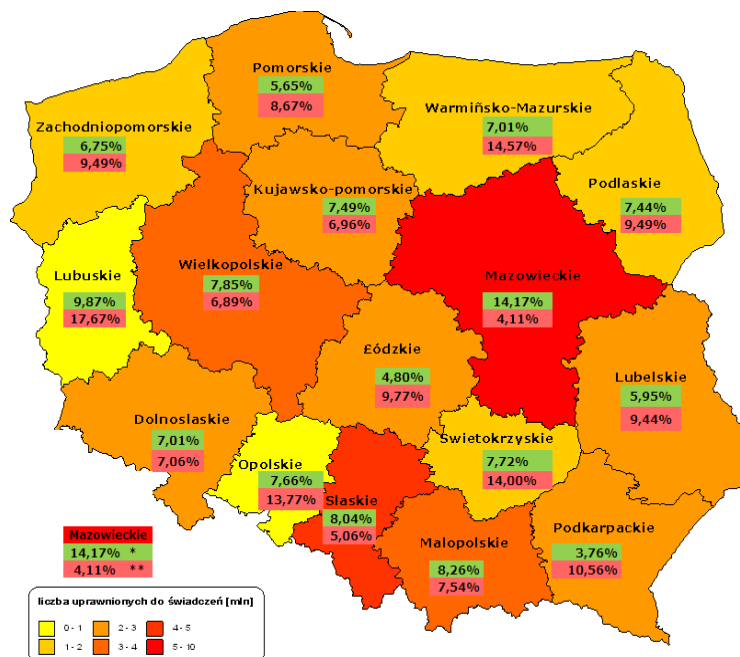 Pomorskie
5,65%
8,67%
Warmiñsko-Mazurskie
7,01%
14,57%
Zachodniopomorskie
6,75%
9,49%
Podlaskie
7,44%
9,49%
Kujawsko-pomorskie
7,49%
6,96%
Lubuskie
9,87%
17,67%
Wielkopolskie
7,85%
6,89%
Mazowieckie
14,17%
4,11%
£ódzkie
4,80%
9,77%
Lubelskie
5,95%
9,44%
Dolnoslaskie
7,01%
7,06%
Opolskie
7,66%
13,77%
Slaskie
8,04%
5,06%
Swietokrzyskie
7,72%
14,00%
Malopolskie
8,26%
7,54%
Podkarpackie
3,76%
10,56%
Mazowieckie
14,17% *
4,11% **
liczba uprawnionych do świadczeń [mln]
0 - 1 2 - 3 4 - 5
1 - 2 3 - 4 5 - 10